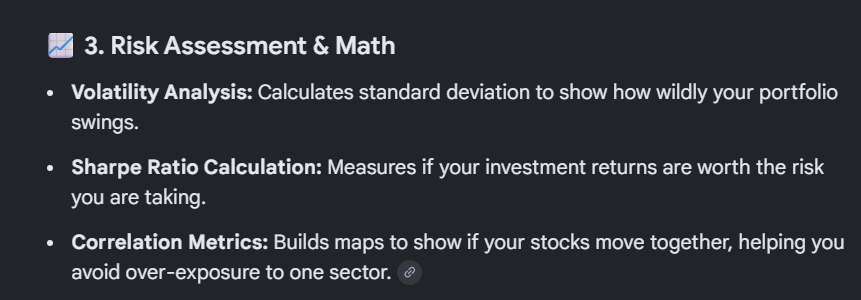 📈 3. Risk Assessment & Math
• Volatility Analysis: Calculates standard deviation to show how wildly your portfolio
swings.
• Sharpe Ratio Calculation: Measures if your investment returns are worth the risk
you are taking.
• Correlation Metrics: Builds maps to show if your stocks move together, helping you
avoid over-exposure to one sector.